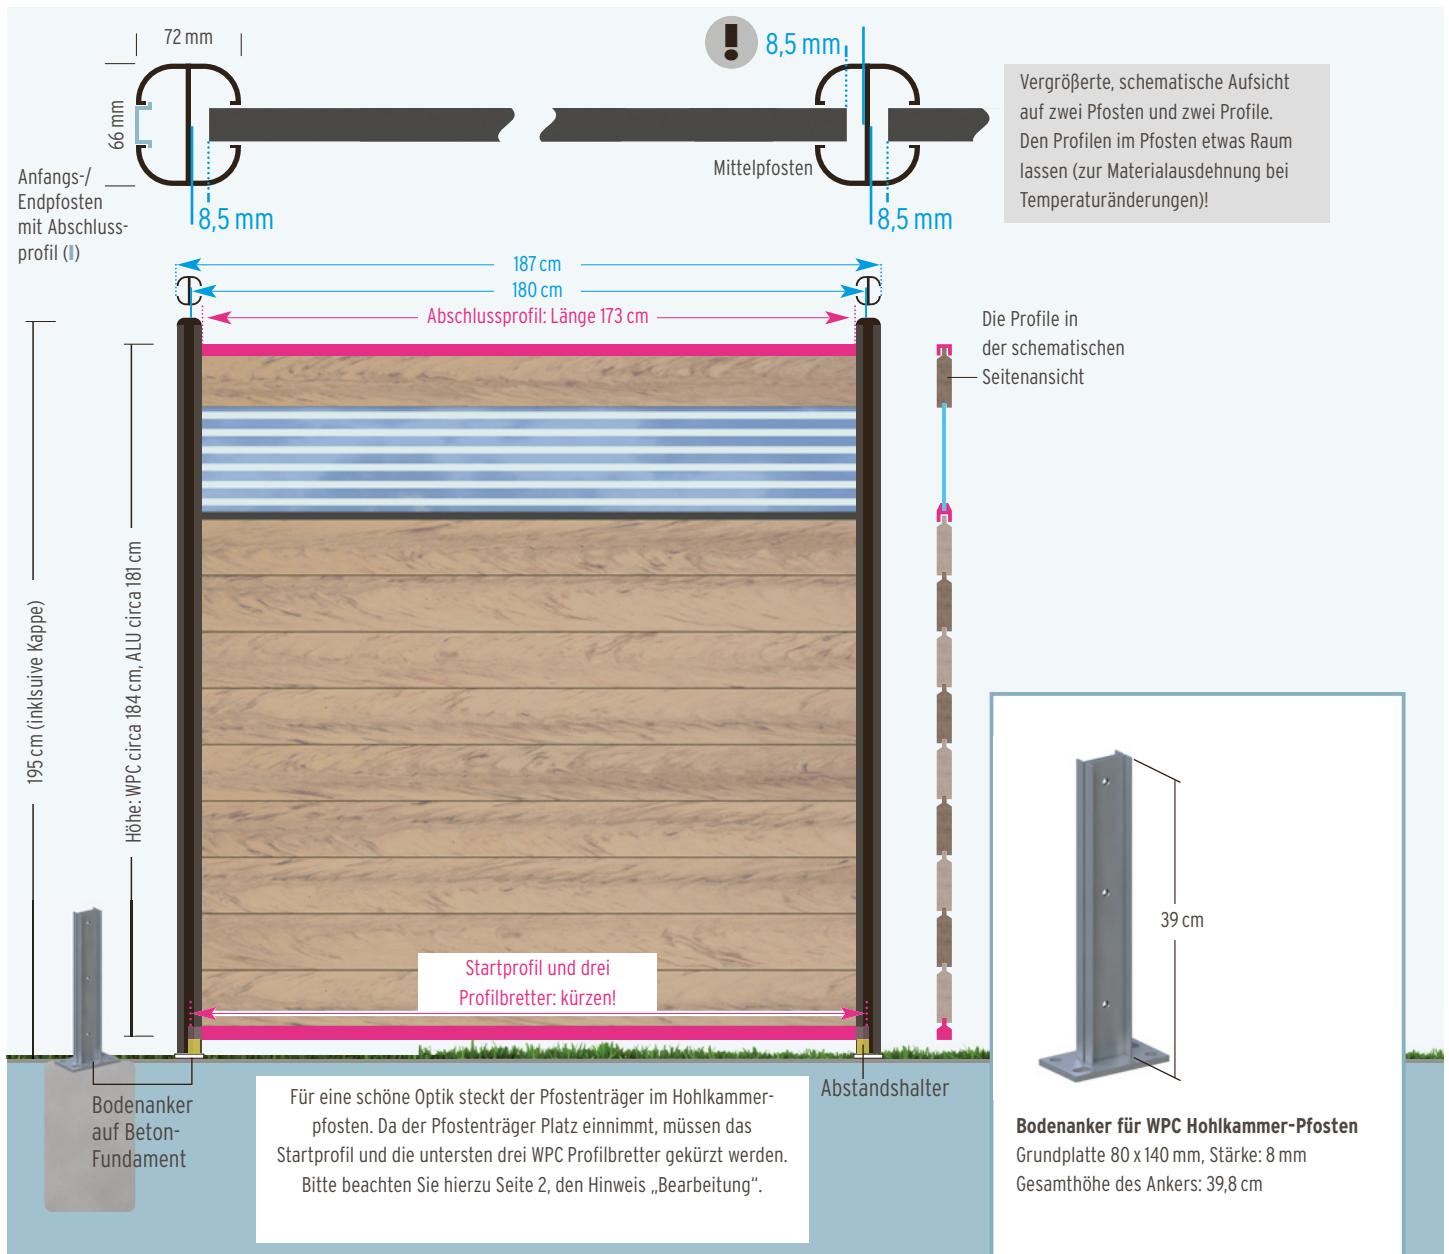 72 mm
66 mm
8,5 mm
8,5 mm
8,5 mm
Mittelpfosten
Anfangs-/
Endpfosten
mit Abschluss-
profil ( )
Vergrößerte, schematische Aufsicht
auf zwei Pfosten und zwei Profile.
Den Profilen im Pfosten etwas Raum
lassen (zur Materialausdehnung bei
Temperaturänderungen)!
187 cm
180 cm
Abschlussprofil: Länge 173 cm
Die Profile in
der schematischen
Seitenansicht
195 cm (inklsuive Kappe)
Höhe: WPC circa 184 cm, ALU circa 181 cm
Startprofil und drei
Profilbretter: kürzen!
39 cm
Bodenanker
auf Beton-
Fundament
Für eine schöne Optik steckt der Pfostenträger im Hohlkammer-
pfosten. Da der Pfostenträger Platz einnimmt, müssen das
Startprofil und die untersten drei WPC Profilbretter gekürzt werden.
Bitte beachten Sie hierzu Seite 2, den Hinweis „Bearbeitung“.
Abstandshalter
Bodenanker für WPC Hohlkammer-Pfosten
Grundplatte 80 x 140 mm, Stärke: 8 mm
Gesamthöhe des Ankers: 39,8 cm